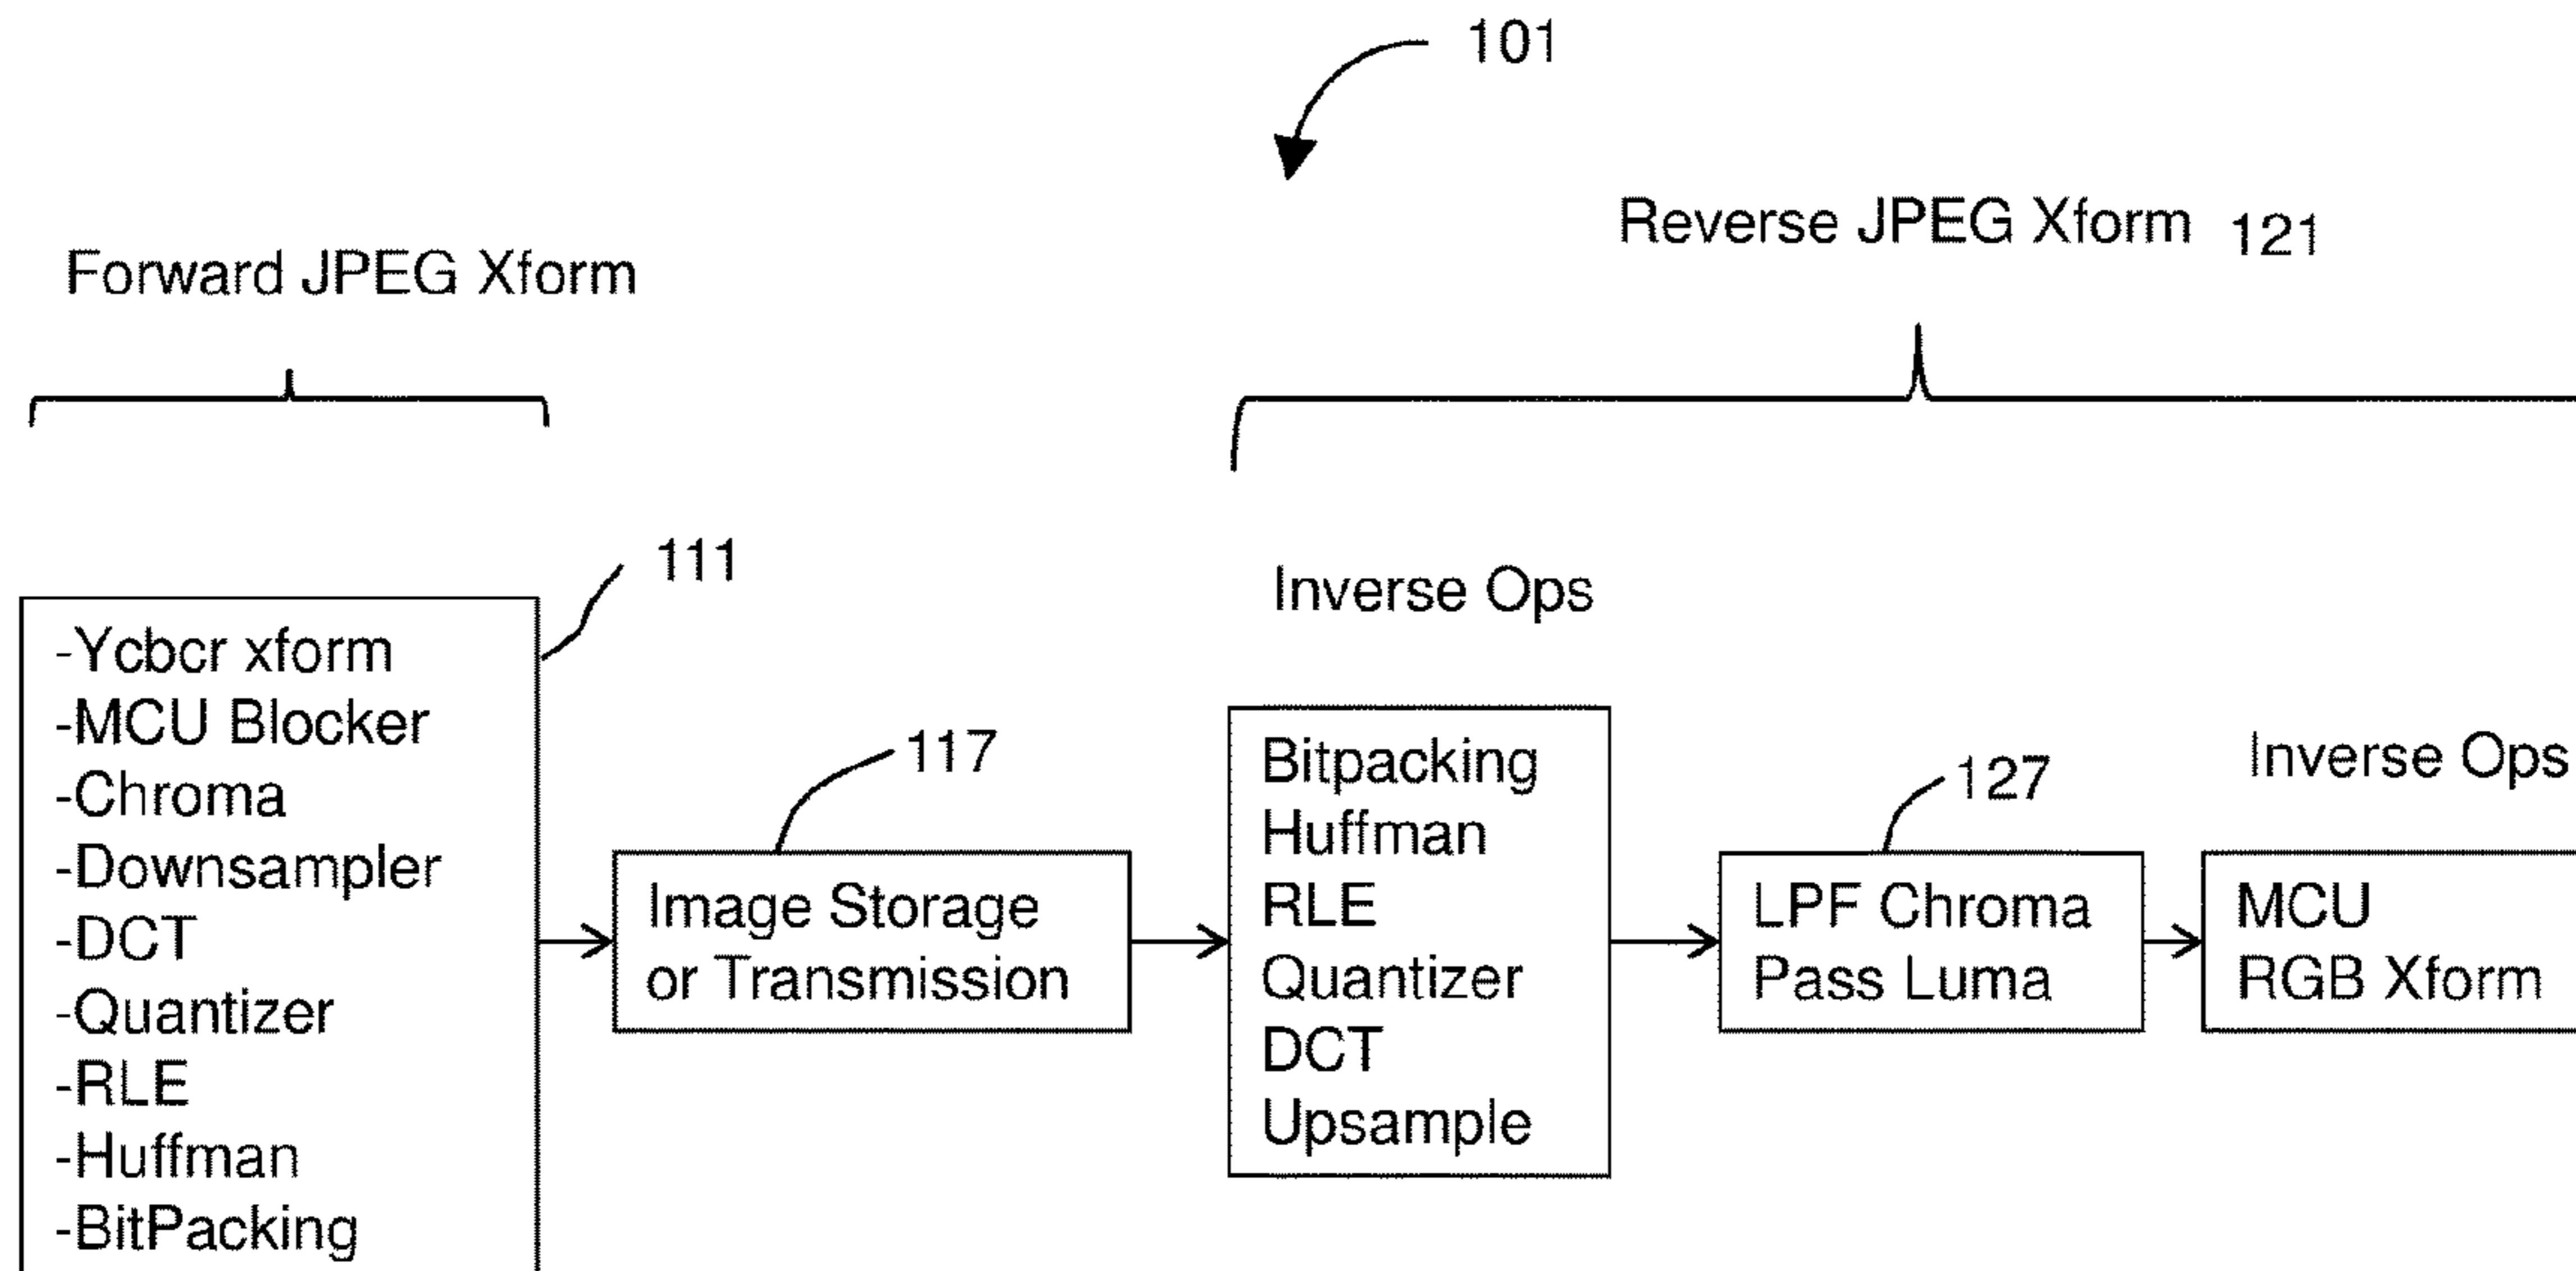 101
Reverse JPEG Xform 121
Forward JPEG Xform
111
Inverse Ops
-Ycbcr xform
-MCU Blocker
-Chroma
-Downsampler
-DCT
-Quantizer
-RLE
-Huffman
-BitPacking
117
Image Storage
or Transmission
Bitpacking
Huffman
RLE
Quantizer
DCT
Upsample
127
LPF Chroma
Pass Luma
Inverse Ops
MCU
RGB Xform